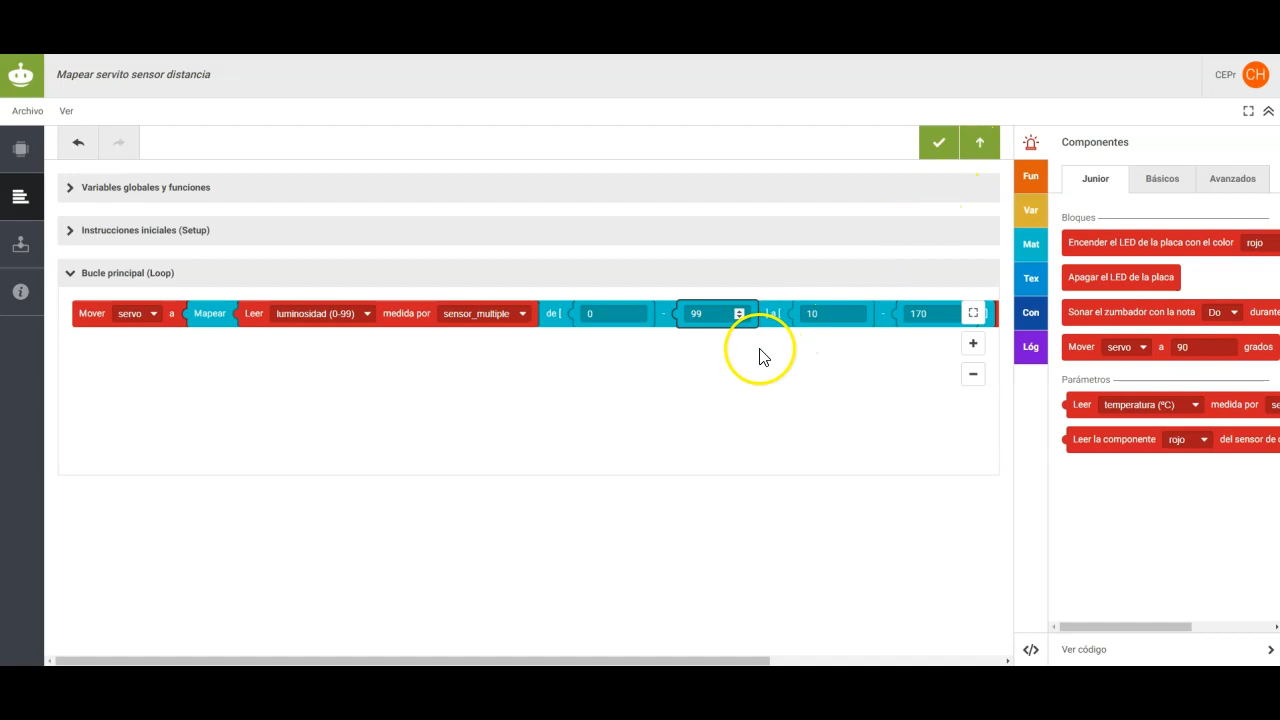 Mapear servito sensor distancia
CEPr CH
Archivo Ver
Variables globales y funciones
Instrucciones iniciales (Setup)
Bucle principal (Loop)
Mover servo a Mapear Leer luminosidad (0-99) medida por sensor_multiple de [ 0 - 99 ] a [ 10 - 170 ]
Fun
Var
Mat
Tex
Con
Lóg
Componentes
Junior Básicos Avanzados
Bloques
Encender el LED de la placa con el color rojo
Apagar el LED de la placa
Sonar el zumbador con la nota Do durante
Mover servo a 90 grados
Parámetros
Leer temperatura (ºC) medida por se
Leer la componente rojo del sensor de c
</> Ver código